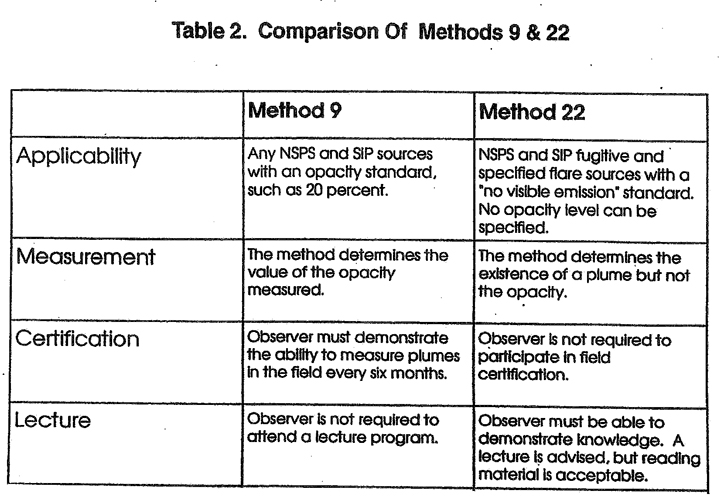 Table 2. Comparison Of Methods 9 & 22
Method 9
Method 22
Applicability
Any NSPS and SIP sources
with an opacity standard,
such as 20 percent.
NSPS and SIP fugitive and
specified flare sources with a
"no visible emission" standard.
No opacity level can be
specified.
Measurement
The method determines the
value of the opacity
measured.
The method determines the
existence of a plume but not
the opacity.
Certification
Observer must demonstrate
the ability to measure plumes
in the field every six months.
Observer is not required to
participate in field
certification.
Lecture
Observer is not required to
attend a lecture program.
Observer must be able to
demonstrate knowledge. A
lecture is advised, but reading
material is acceptable.